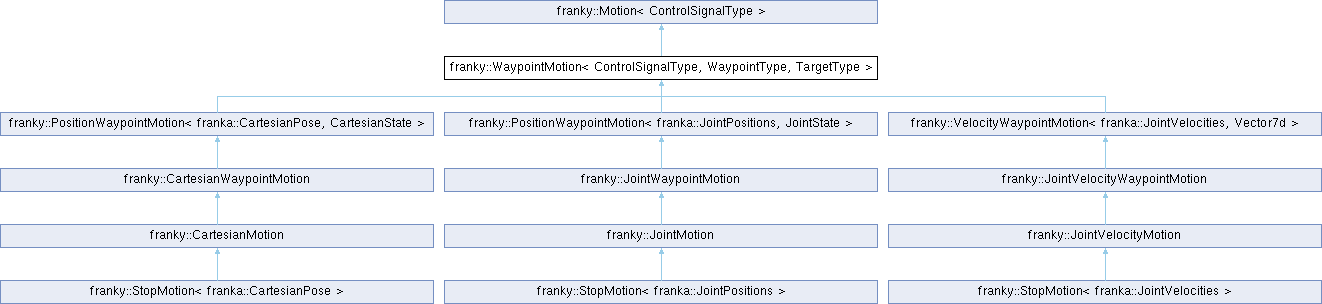 franky::Motion< ControlSignalType >
franky::WaypointMotion< ControlSignalType, WaypointType, TargetType >
franky::PositionWaypointMotion< franka::CartesianPose, CartesianState >
franky::PositionWaypointMotion< franka::JointPositions, JointState >
franky::VelocityWaypointMotion< franka::JointVelocities, Vector7d >
franky::CartesianWaypointMotion
franky::JointWaypointMotion
franky::JointVelocityWaypointMotion
franky::CartesianMotion
franky::JointMotion
franky::JointVelocityMotion
franky::StopMotion< franka::CartesianPose >
franky::StopMotion< franka::JointPositions >
franky::StopMotion< franka::JointVelocities >